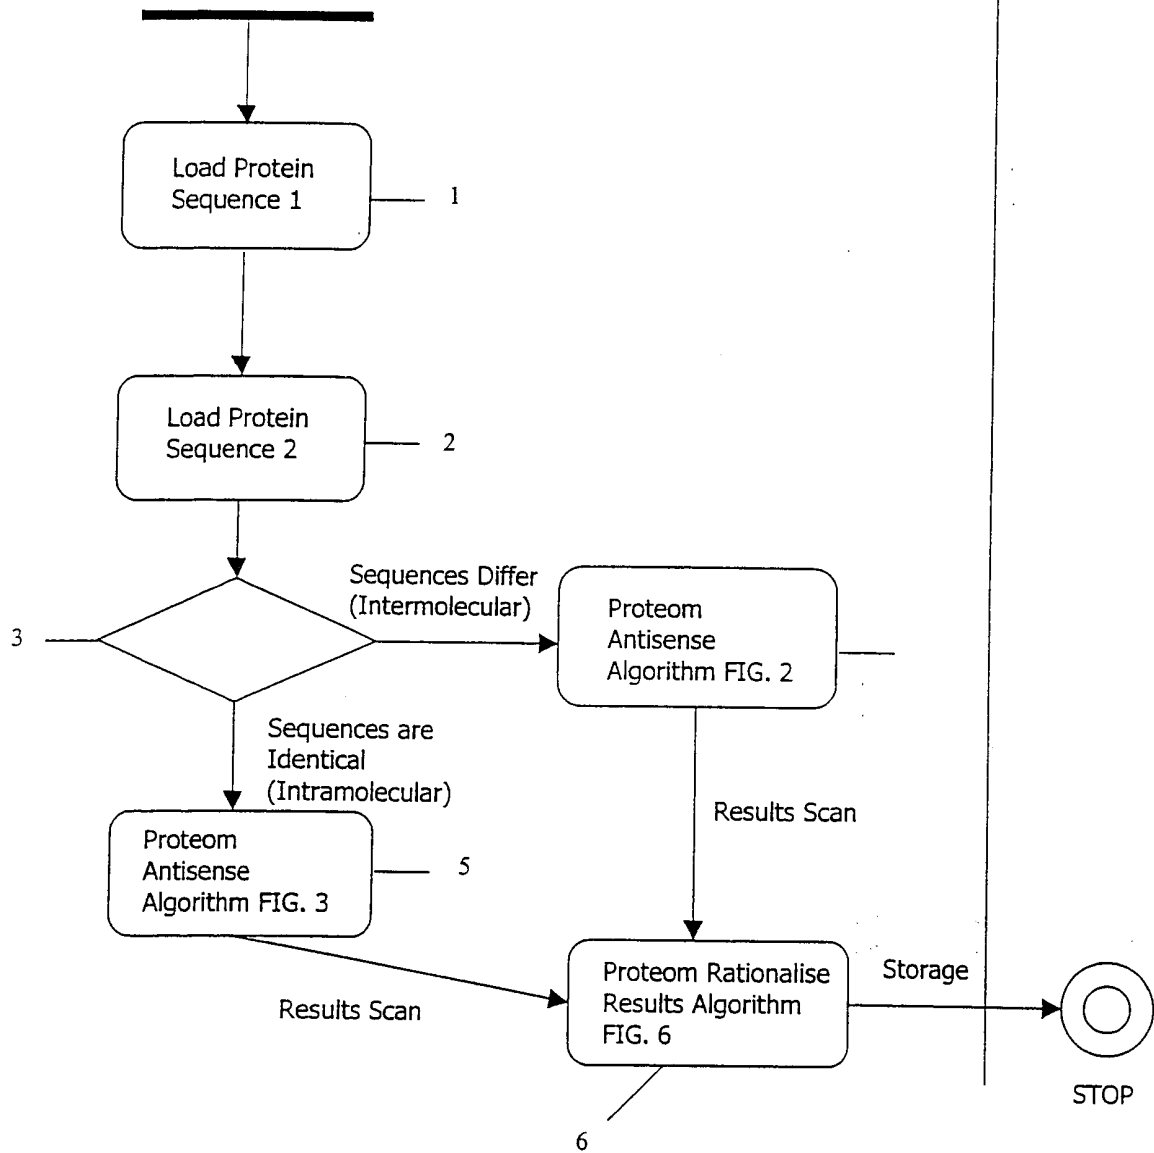 Load Protein
Sequence 1
1
Load Protein
Sequence 2
2
3
Sequences Differ
(Intermolecular)
Proteom
Antisense
Algorithm FIG. 2
Sequences are
Identical
(Intramolecular)
Results Scan
Proteom
Antisense
Algorithm FIG. 3
5
Results Scan
Proteom Rationalise
Results Algorithm
FIG. 6
6
Storage
STOP